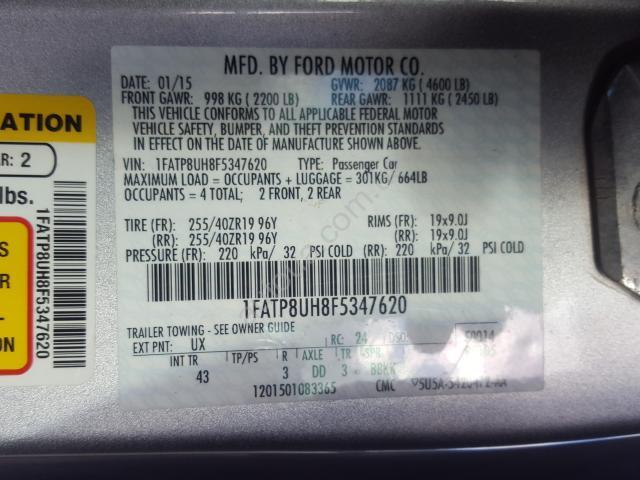 MFD. BY FORD MOTOR CO.
DATE: 01/15 GVWR: 2087 KG ( 4600 LB)
FRONT GAWR: 998 KG ( 2200 LB) REAR GAWR: 1111 KG ( 2450 LB)
THIS VEHICLE CONFORMS TO ALL APPLICABLE FEDERAL MOTOR
VEHICLE SAFETY, BUMPER, AND THEFT PREVENTION STANDARDS
IN EFFECT ON THE DATE OF MANUFACTURE SHOWN ABOVE.
VIN: 1FATP8UH8F5347620 TYPE: Passenger Car
MAXIMUM LOAD = OCCUPANTS + LUGGAGE = 301KG/ 664LB
OCCUPANTS = 4 TOTAL; 2 FRONT, 2 REAR
TIRE (FR): 255/40ZR19 96Y RIMS (FR): 19x9.0J
(RR): 255/40ZR19 96Y (RR): 19x9.0J
PRESSURE (FR): 220 kPa/ 32 PSI COLD (RR): 220 kPa/ 32 PSI COLD
1FATP8UH8F5347620
TRAILER TOWING - SEE OWNER GUIDE
EXT PNT: UX RC: 24 DSO:
INT TR TP/PS R AXLE TR SPR
43 3 DD 3
1201501083365 CMC
ATION
AR: 2
lbs.
S
R
S
N
1FATP8UH8F5347620